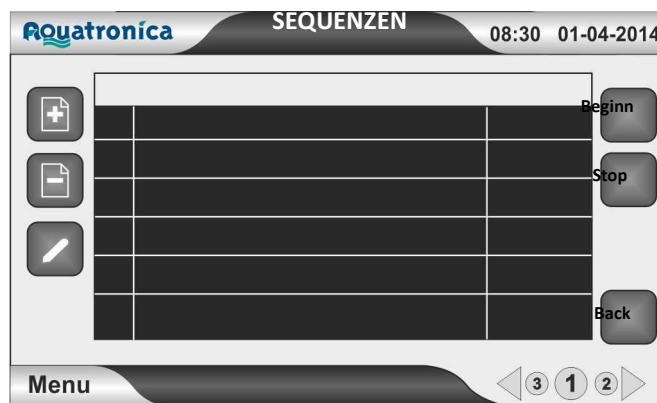 Aquatronica SEQUENZEN 08:30 01-04-2014
Beginn
Stop
Back
Menu 3 1 2